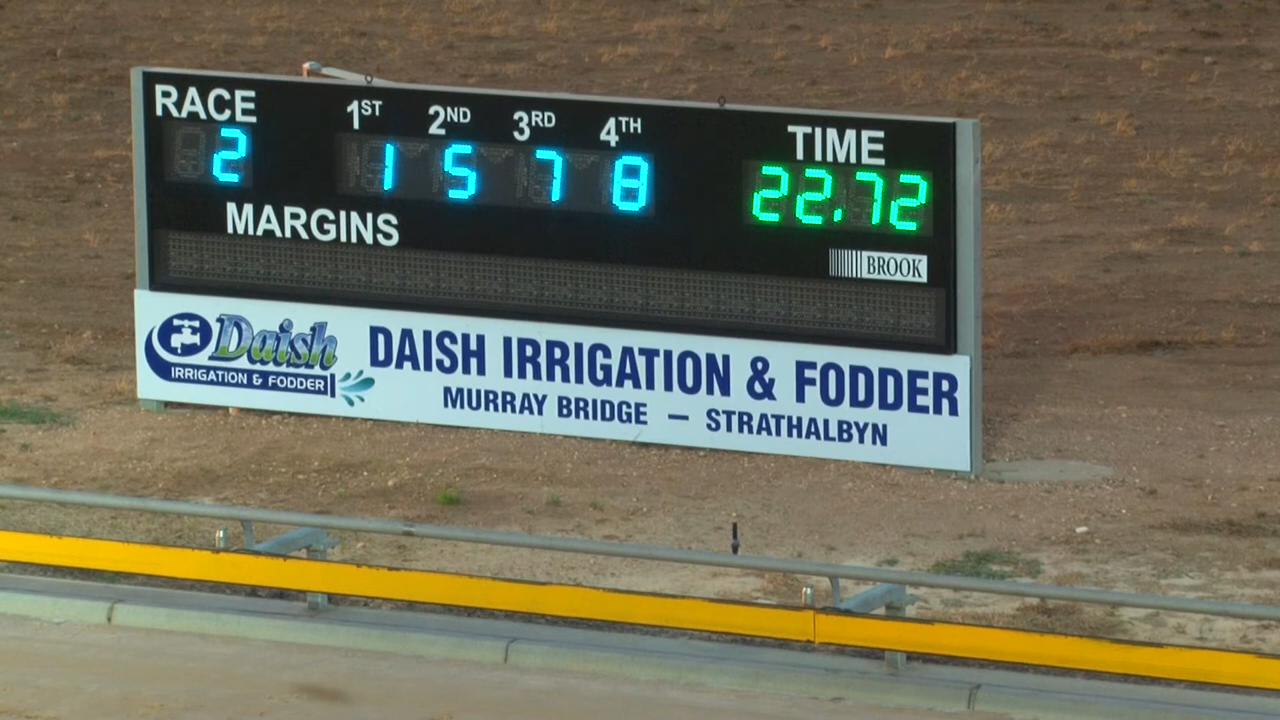 RACE 1ST 2ND 3RD 4TH TIME
2 1 5 7 8 22.72
MARGINS
BROOK
Daish
IRRIGATION & FODDER
DAISH IRRIGATION & FODDER
MURRAY BRIDGE – STRATHALBYN